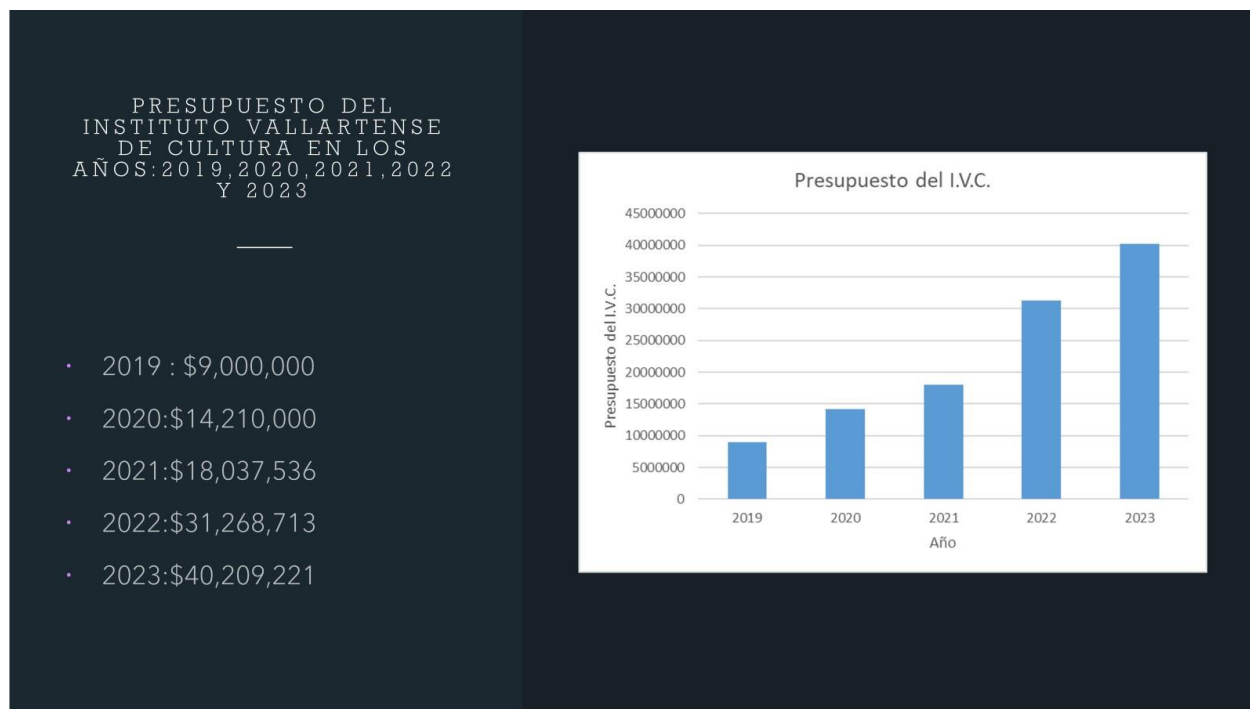 PRESUPUESTO DEL
INSTITUTO VALLARTENSE
DE CULTURA EN LOS
AÑOS:2019,2020,2021,2022
Y 2023
• 2019 : $9,000,000
• 2020:$14,210,000
• 2021:$18,037,536
• 2022:$31,268,713
• 2023:$40,209,221
Presupuesto del I.V.C.
Presupuesto del I.V.C.
45000000
40000000
35000000
30000000
25000000
20000000
15000000
10000000
5000000
0
2019 2020 2021 2022 2023
Año